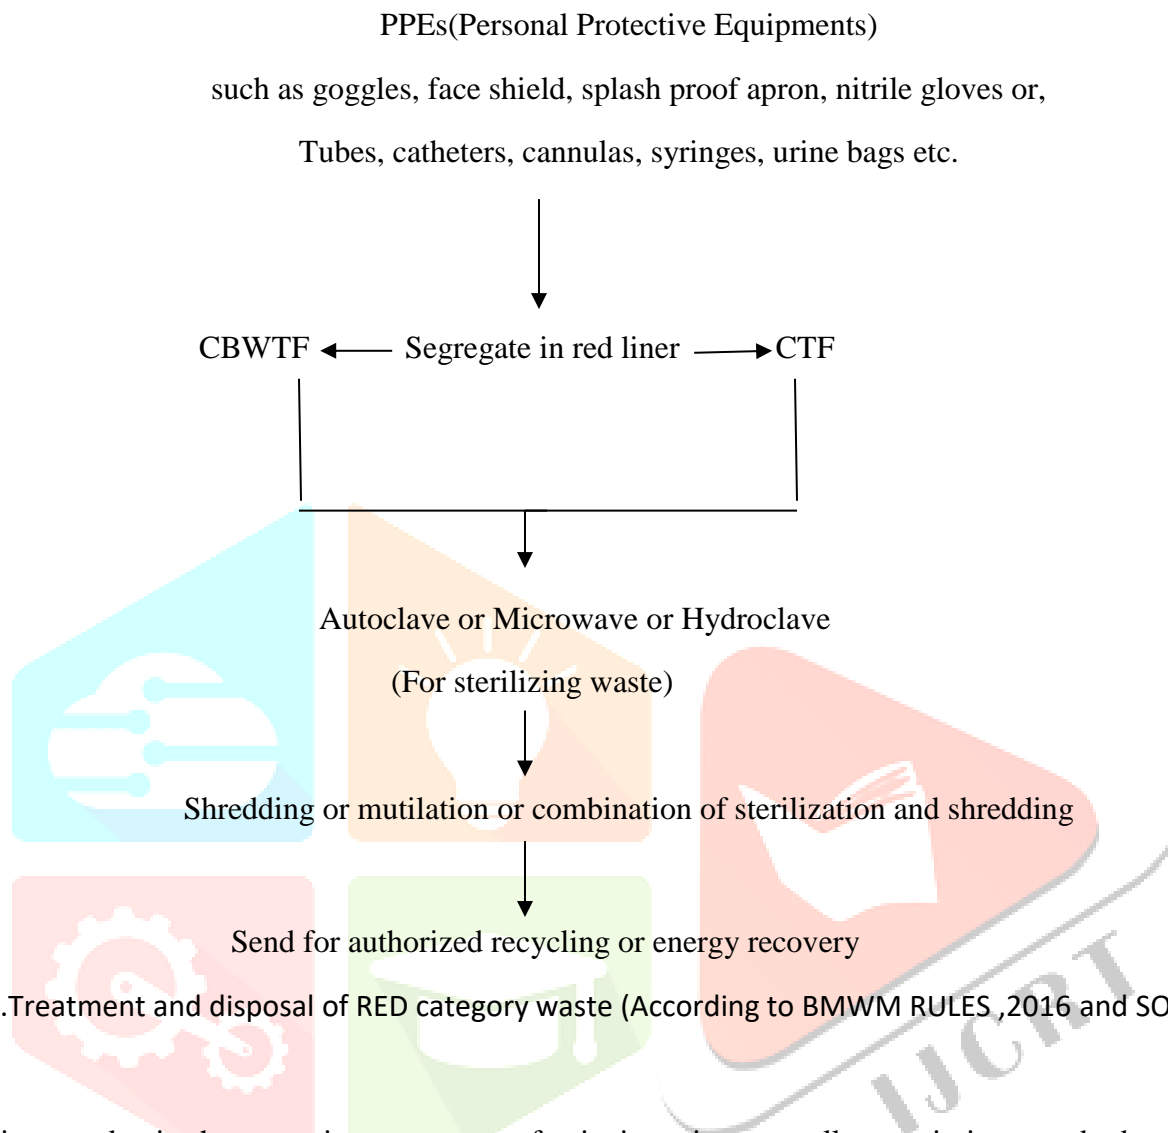 PPEs(Personal Protective Equipments)
such as goggles, face shield, splash proof apron, nitrile gloves or,
Tubes, catheters, cannulas, syringes, urine bags etc.
CBWTF Segregate in red liner CTF
Autoclave or Microwave or Hydroclave
(For sterilizing waste)
Shredding or mutilation or combination of sterilization and shredding
Send for authorized recycling or energy recovery
.Treatment and disposal of RED category waste (According to BMWM RULES ,2016 and SO
IJCRT